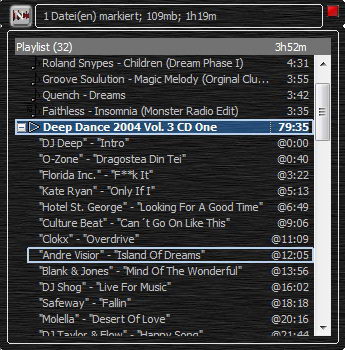 1 Datei(en) markiert; 109mb; 1h19m
Playlist (32) 3h52m
Roland Snypes - Children (Dream Phase I) 4:31
Groove Soulution - Magic Melody (Orginal Clu... 3:55
Quench - Dreams 3:42
Faithless - Insomnia (Monster Radio Edit) 3:35
Deep Dance 2004 Vol. 3 CD One 79:35
"DJ Deep" - "Intro" @0:00
"O-Zone" - "Dragostea Din Tei" @0:40
"Florida Inc." - "F**k It" @3:22
"Kate Ryan" - "Only If I" @5:13
"Hotel St. George" - "Looking For A Good Time" @6:49
"Culture Beat" - "Can´t Go On Like This" @9:06
"Clokx" - "Overdrive" @11:09
"Andre Visior" - "Island Of Dreams" @12:05
"Blank & Jones" - "Mind Of The Wonderful" @13:56
"DJ Shog" - "Live For Music" @16:02
"Safeway" - "Fallin" @18:18
"Molella" - "Desert Of Love" @20:16
"DJ Taylor & Flow" - "Happy Song" @21:44